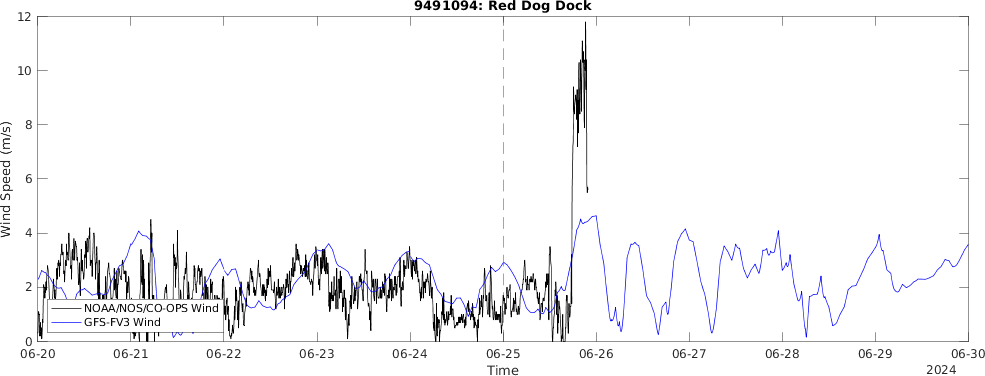 9491094: Red Dog Dock
Wind Speed (m/s)
12
10
8
6
4
2
0
NOAA/NOS/CO-OPS Wind
GFS-FV3 Wind
06-20 06-21 06-22 06-23 06-24 06-25 06-26 06-27 06-28 06-29 06-30
Time
2024